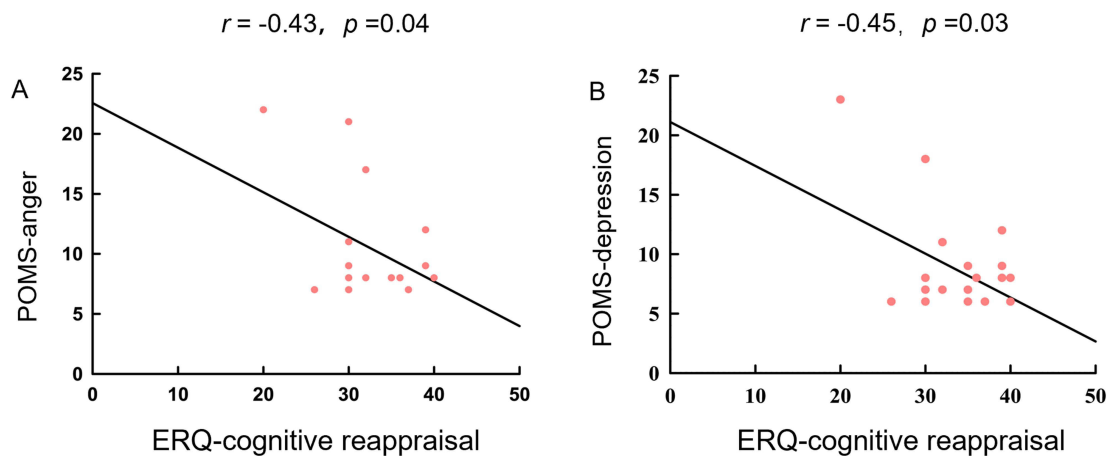 r = -0.43,  p =0.04
A
25
20
15
10
5
0
0 10 20 30 40 50
POMS-anger
ERQ-cognitive reappraisal
r = -0.45,  p =0.03
B
25
20
15
10
5
0
0 10 20 30 40 50
POMS-depression
ERQ-cognitive reappraisal